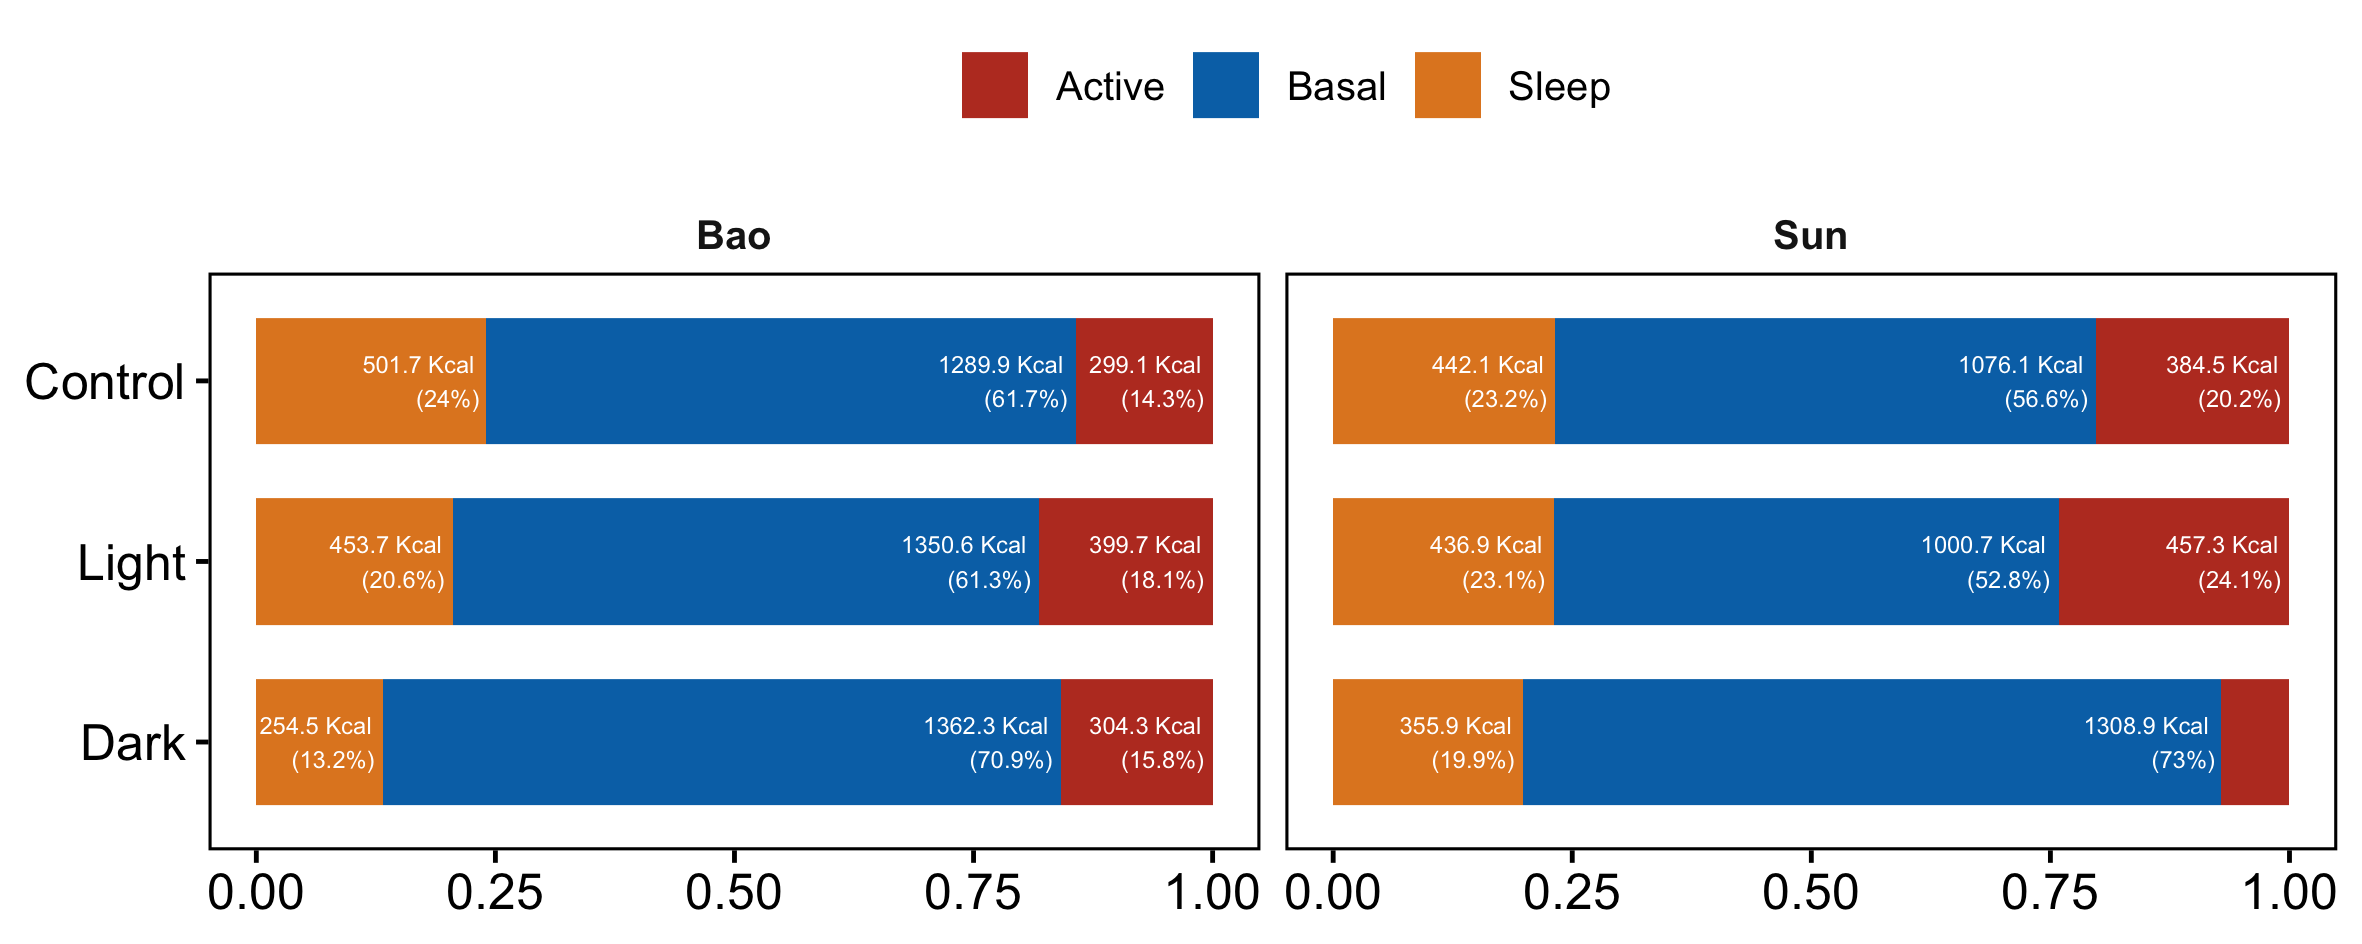 Active Basal Sleep
Bao
Sun
Control
501.7 Kcal
(24%)
1289.9 Kcal
(61.7%)
299.1 Kcal
(14.3%)
442.1 Kcal
(23.2%)
1076.1 Kcal
(56.6%)
384.5 Kcal
(20.2%)
Light
453.7 Kcal
(20.6%)
1350.6 Kcal
(61.3%)
399.7 Kcal
(18.1%)
436.9 Kcal
(23.1%)
1000.7 Kcal
(52.8%)
457.3 Kcal
(24.1%)
Dark
254.5 Kcal
(13.2%)
1362.3 Kcal
(70.9%)
304.3 Kcal
(15.8%)
355.9 Kcal
(19.9%)
1308.9 Kcal
(73%)
0.00 0.25 0.50 0.75 1.00
0.00 0.25 0.50 0.75 1.00